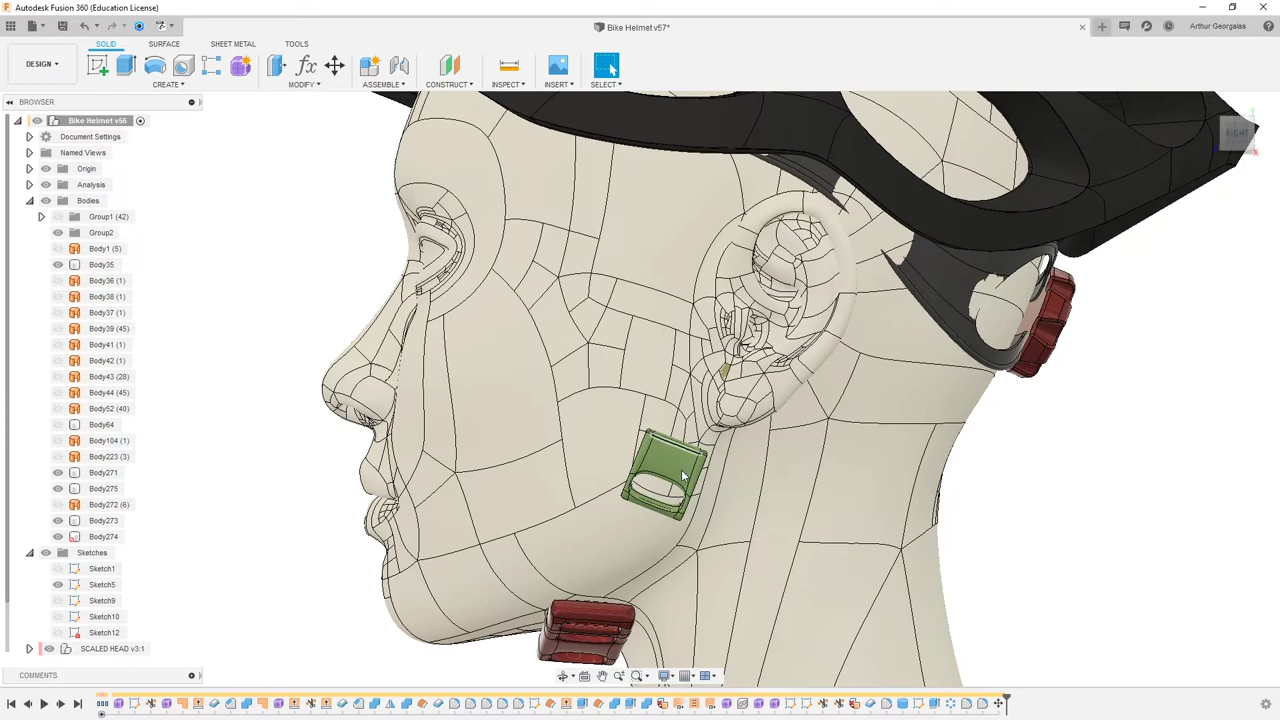 Autodesk Fusion 360 (Education License)
Bike Helmet v57*
Arthur Georgalas
SOLID SURFACE SHEET METAL TOOLS
DESIGN
CREATE MODIFY ASSEMBLE CONSTRUCT INSPECT INSERT SELECT
BROWSER
Bike Helmet v56
Document Settings
Named Views
Origin
Analysis
Bodies
Group1 (42)
Group2
Body1 (5)
Body35
Body36 (1)
Body38 (1)
Body37 (1)
Body39 (45)
Body41 (1)
Body42 (1)
Body43 (28)
Body44 (45)
Body52 (40)
Body64
Body104 (1)
Body223 (3)
Body271
Body275
Body272 (6)
Body273
Body274
Sketches
Sketch1
Sketch5
Sketch9
Sketch10
Sketch12
SCALED HEAD v3:1
COMMENTS
RIGHT